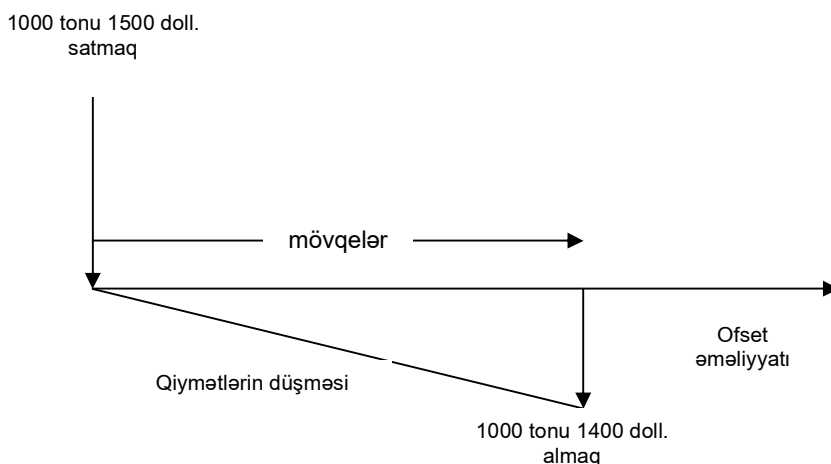 1000 tonu 1500 doll.
satmaq
mövqelər
Ofset
əməliyyatı
Qiymətlərin düşməsi
1000 tonu 1400 doll.
almaq